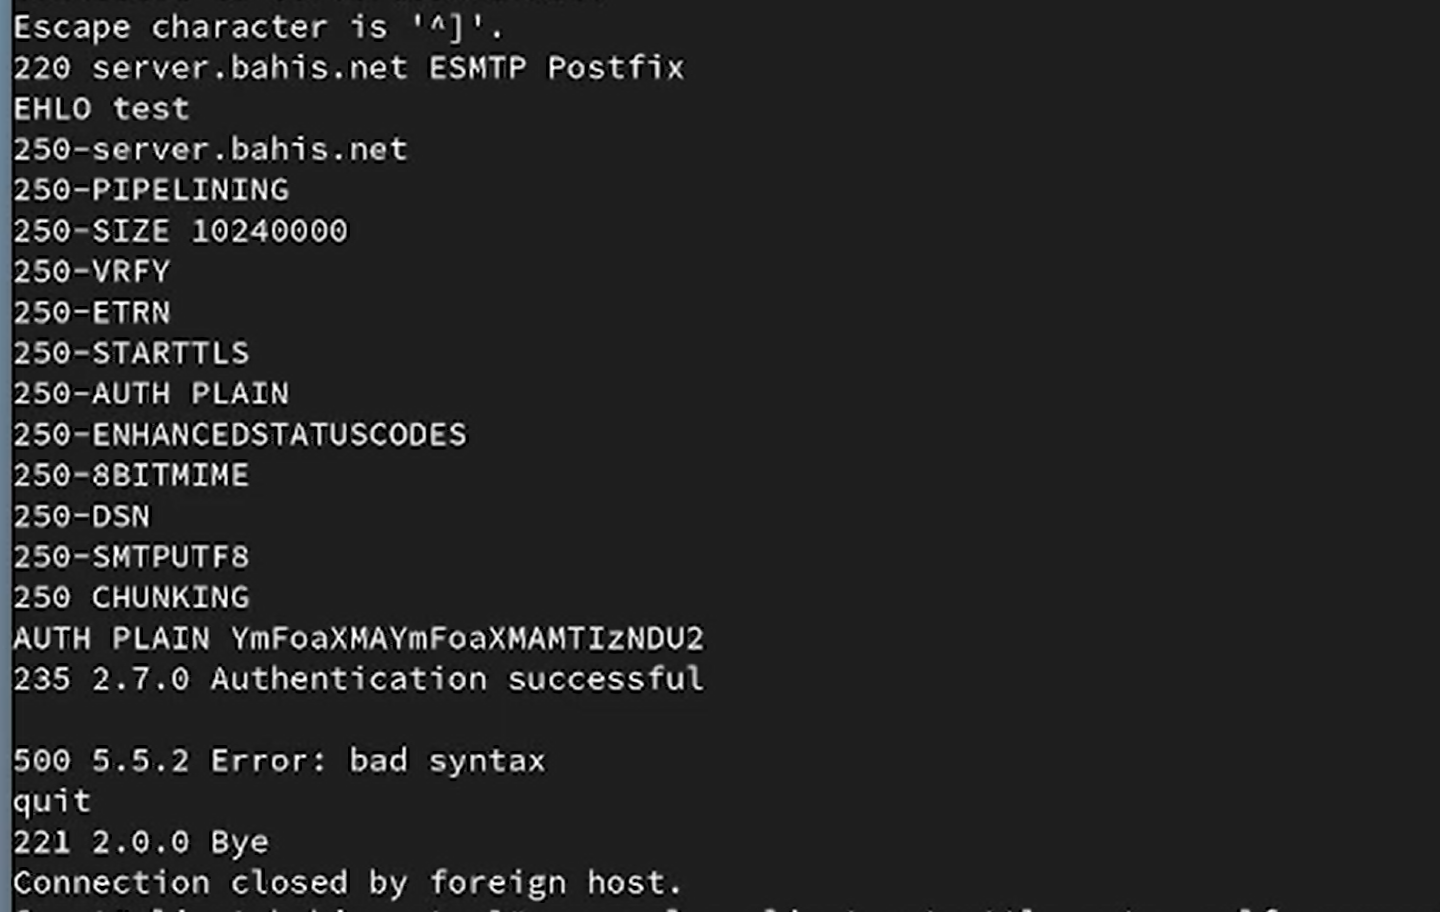 Escape character is '^]'.
220 server.bahis.net ESMTP Postfix
EHLO test
250-server.bahis.net
250-PIPELINING
250-SIZE 10240000
250-VRFY
250-ETRN
250-STARTTLS
250-AUTH PLAIN
250-ENHANCEDSTATUSCODES
250-8BITMIME
250-DSN
250-SMTPUTF8
250 CHUNKING
AUTH PLAIN YmFoaXMAYmFoaXMAMTIzNDU2
235 2.7.0 Authentication successful
500 5.5.2 Error: bad syntax
quit
221 2.0.0 Bye
Connection closed by foreign host.